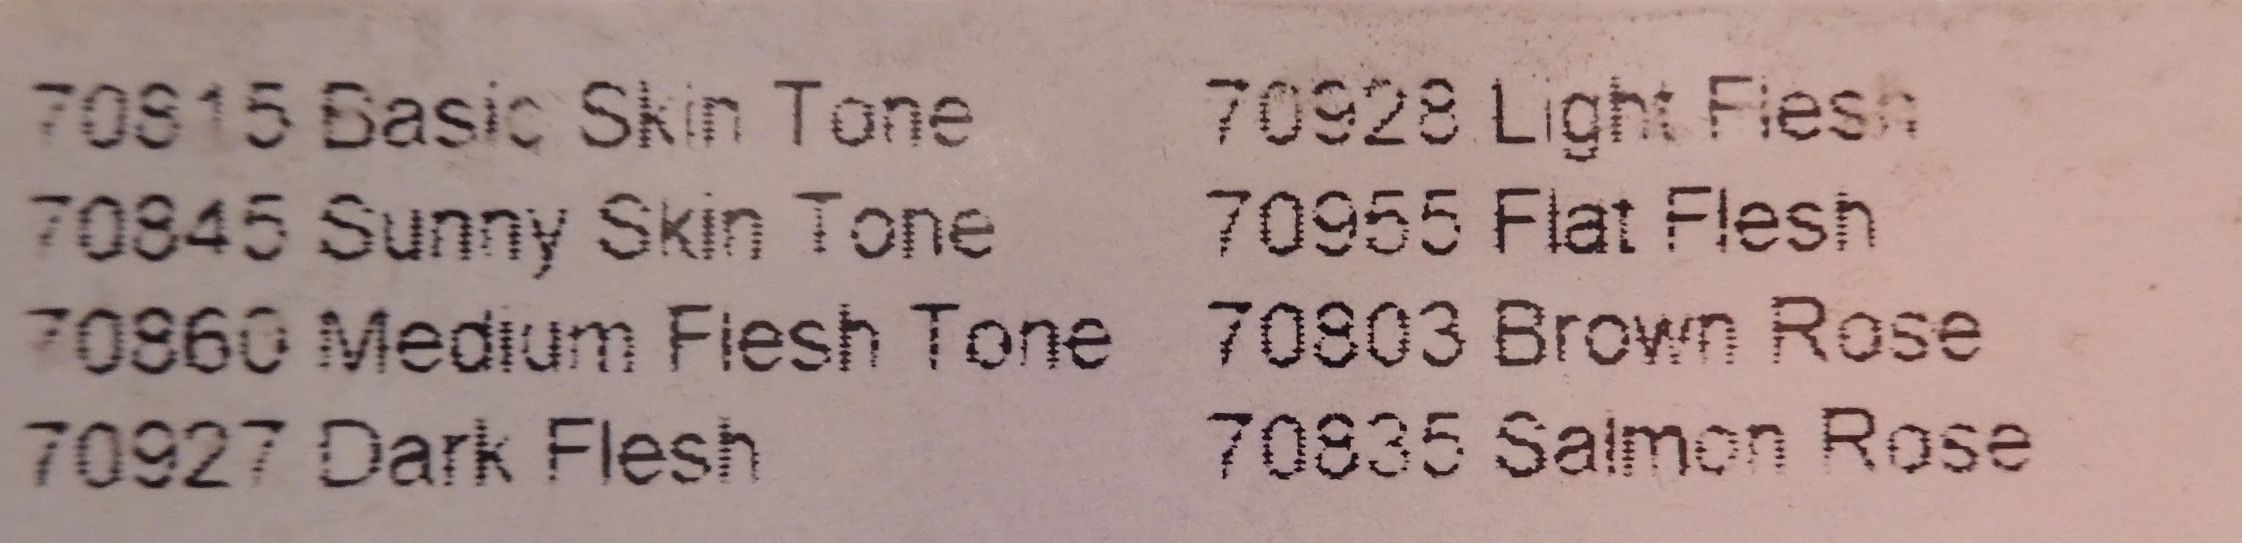 70815 Basic Skin Tone
70845 Sunny Skin Tone
70860 Medium Flesh Tone
70927 Dark Flesh
70928 Light Flesh
70955 Flat Flesh
70803 Brown Rose
70835 Salmon Rose